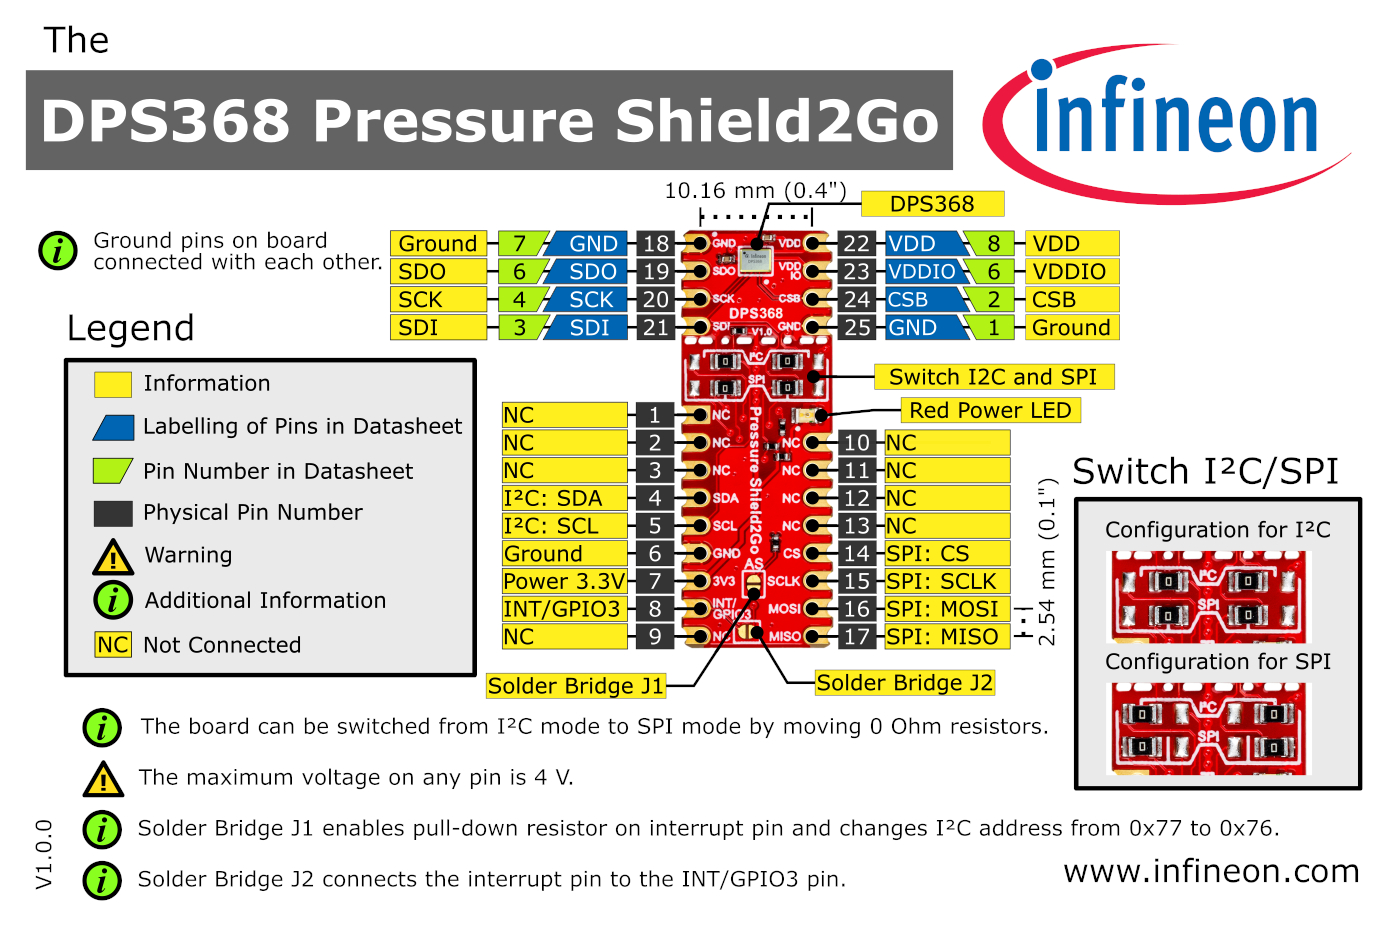 The
DPS368 Pressure Shield2Go
infineon
10.16 mm (0.4")
DPS368
Ground pins on board
connected with each other.
Ground 7 GND 18 GND VDD 22 VDD 8 VDD
SDO 6 SDO 19 SDO VDD IO 23 VDDIO 6 VDDIO
SCK 4 SCK 20 SCK CSB 24 CSB 2 CSB
DPS368
SDI 3 SDI 21 SDI V1.0 GND 25 GND 1 Ground
Legend
Information
Labelling of Pins in Datasheet
Pin Number in Datasheet
Physical Pin Number
Warning
Additional Information
NC Not Connected
I²C
SPI
Switch I2C and SPI
Red Power LED
Pressure Shield2Go
NC 1 NC
NC 2 NC NC 10 NC
NC 3 NC NC 11 NC
I²C: SDA 4 SDA NC 12 NC
I²C: SCL 5 SCL NC 13 NC
Ground 6 GND CS 14 SPI: CS
AS
Power 3.3V 7 3V3 SCLK 15 SPI: SCLK
INT/GPIO3 8 INT/ GPIO3 MOSI 16 SPI: MOSI
NC 9 NC MISO 17 SPI: MISO
2.54 mm (0.1")
Solder Bridge J1
Solder Bridge J2
Switch I²C/SPI
Configuration for I²C
I²C
SPI
Configuration for SPI
I²C
SPI
The board can be switched from I²C mode to SPI mode by moving 0 Ohm resistors.
The maximum voltage on any pin is 4 V.
Solder Bridge J1 enables pull-down resistor on interrupt pin and changes I²C address from 0x77 to 0x76.
Solder Bridge J2 connects the interrupt pin to the INT/GPIO3 pin.
V1.0.0
www.infineon.com